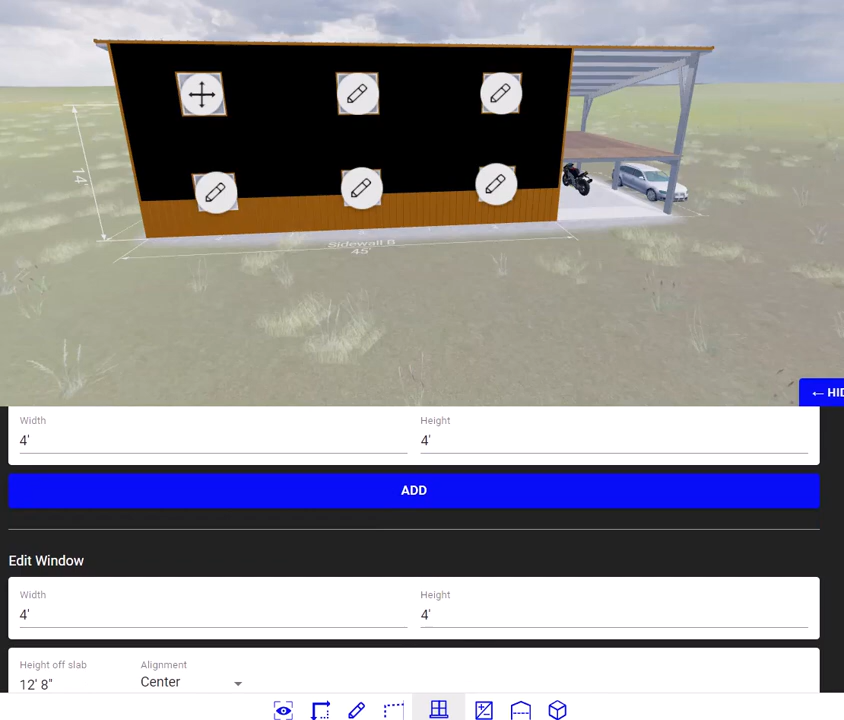 14'
Sidewall B
45'
← HID
Width
Height
4'
4'
ADD
Edit Window
Width
Height
4'
4'
Height off slab
Alignment
12' 8"
Center